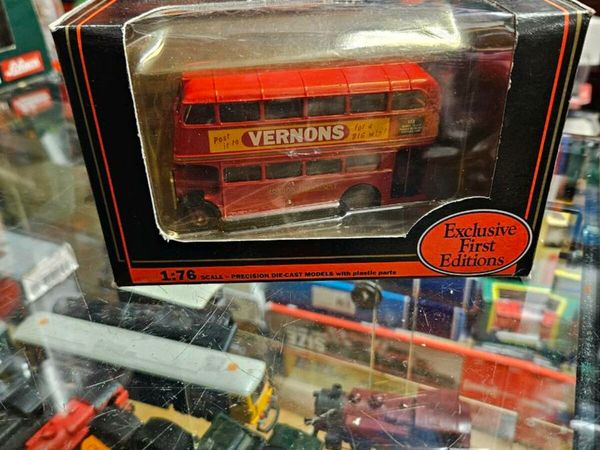 Schuco
Post it to VERNONS for a BIG WIN!
Exclusive
First
Editions
1:76 SCALE - PRECISION DIE-CAST MODELS with plastic parts